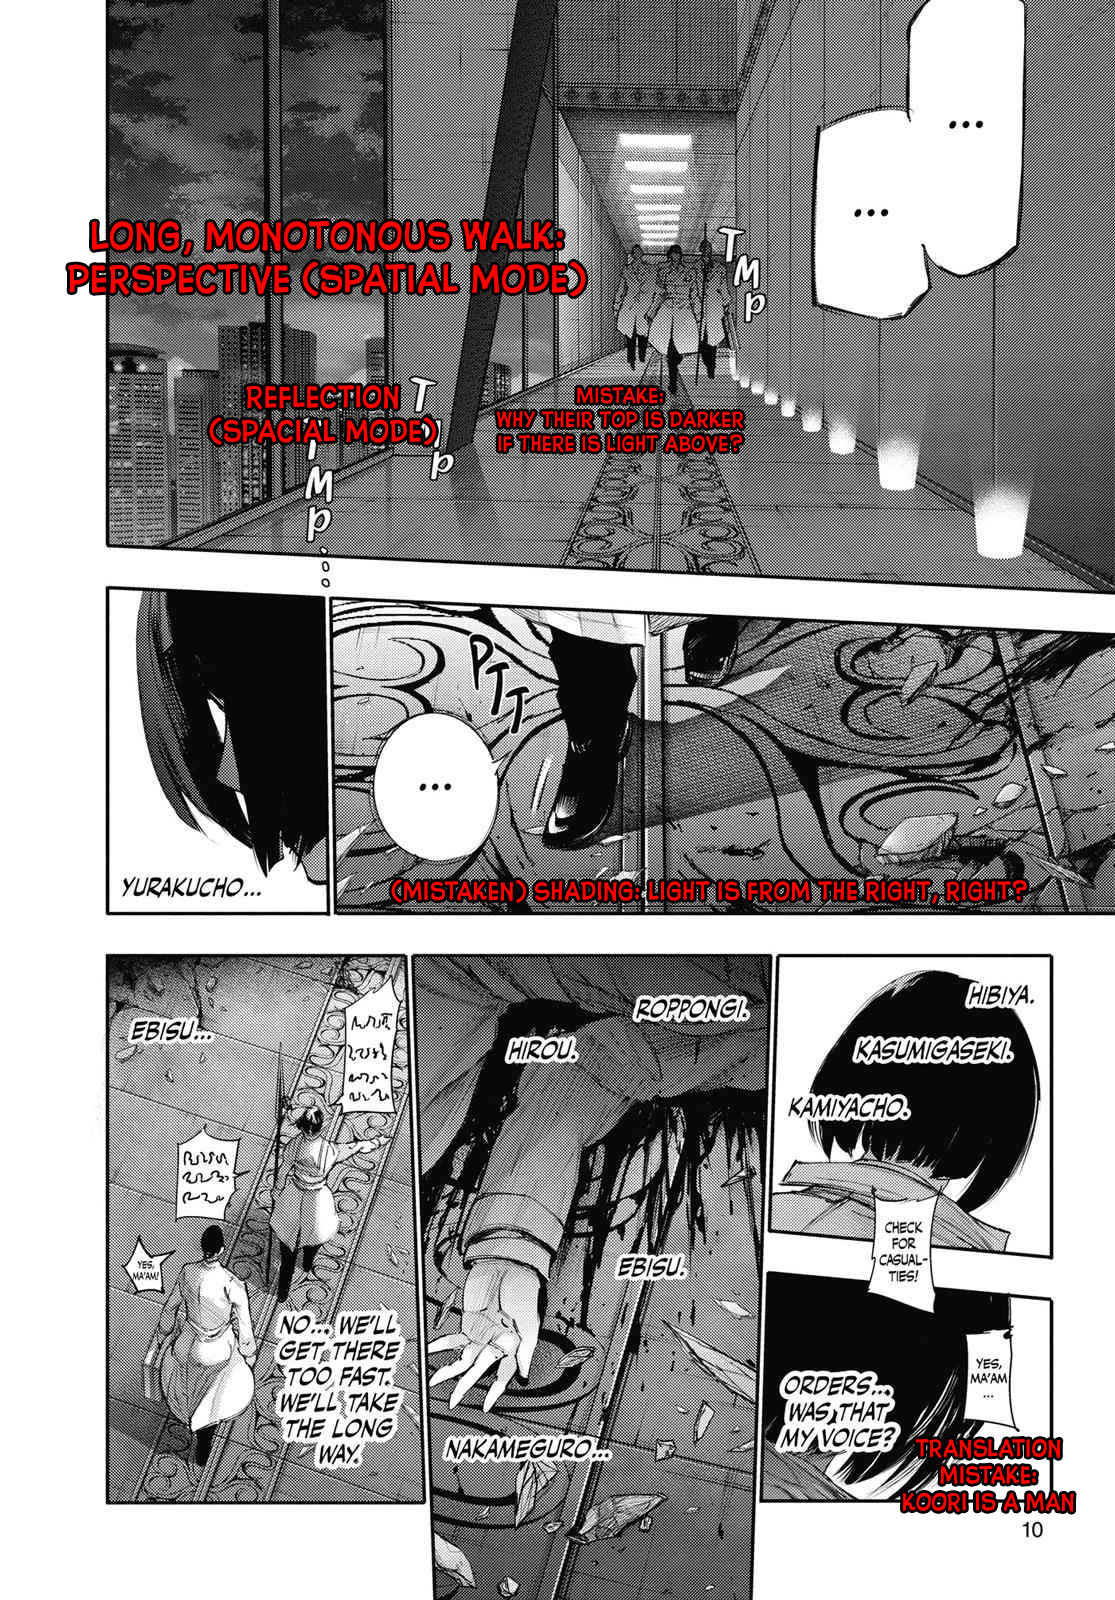 ...
...
LONG, MONOTONOUS WALK:
PERSPECTIVE (SPATIAL MODE)
TMP
REFLECTION
(SPACIAL MODE)
TMP
TMP...
MISTAKE:
WHY THEIR TOP IS DARKER
IF THERE IS LIGHT ABOVE?
PTT
...
(MISTAKEN) SHADING: LIGHT IS FROM THE RIGHT, RIGHT?
YURAKUCHO...
HIBIYA.
KASUMIGASEKI.
KAMIYACHO.
CHECK
FOR
CASUAL-
TIES!
YES,
MA'AM
...
ORDERS...
WAS THAT
MY VOICE?
TRANSLATION
MISTAKE:
KOORI IS A MAN
ROPPONGI.
HIROU.
EBISU.
NAKAMEGURO...
EBISU...
YES,
MA'AM!
NO... WE'LL
GET THERE
TOO FAST.
WE'LL TAKE
THE LONG
WAY.
10